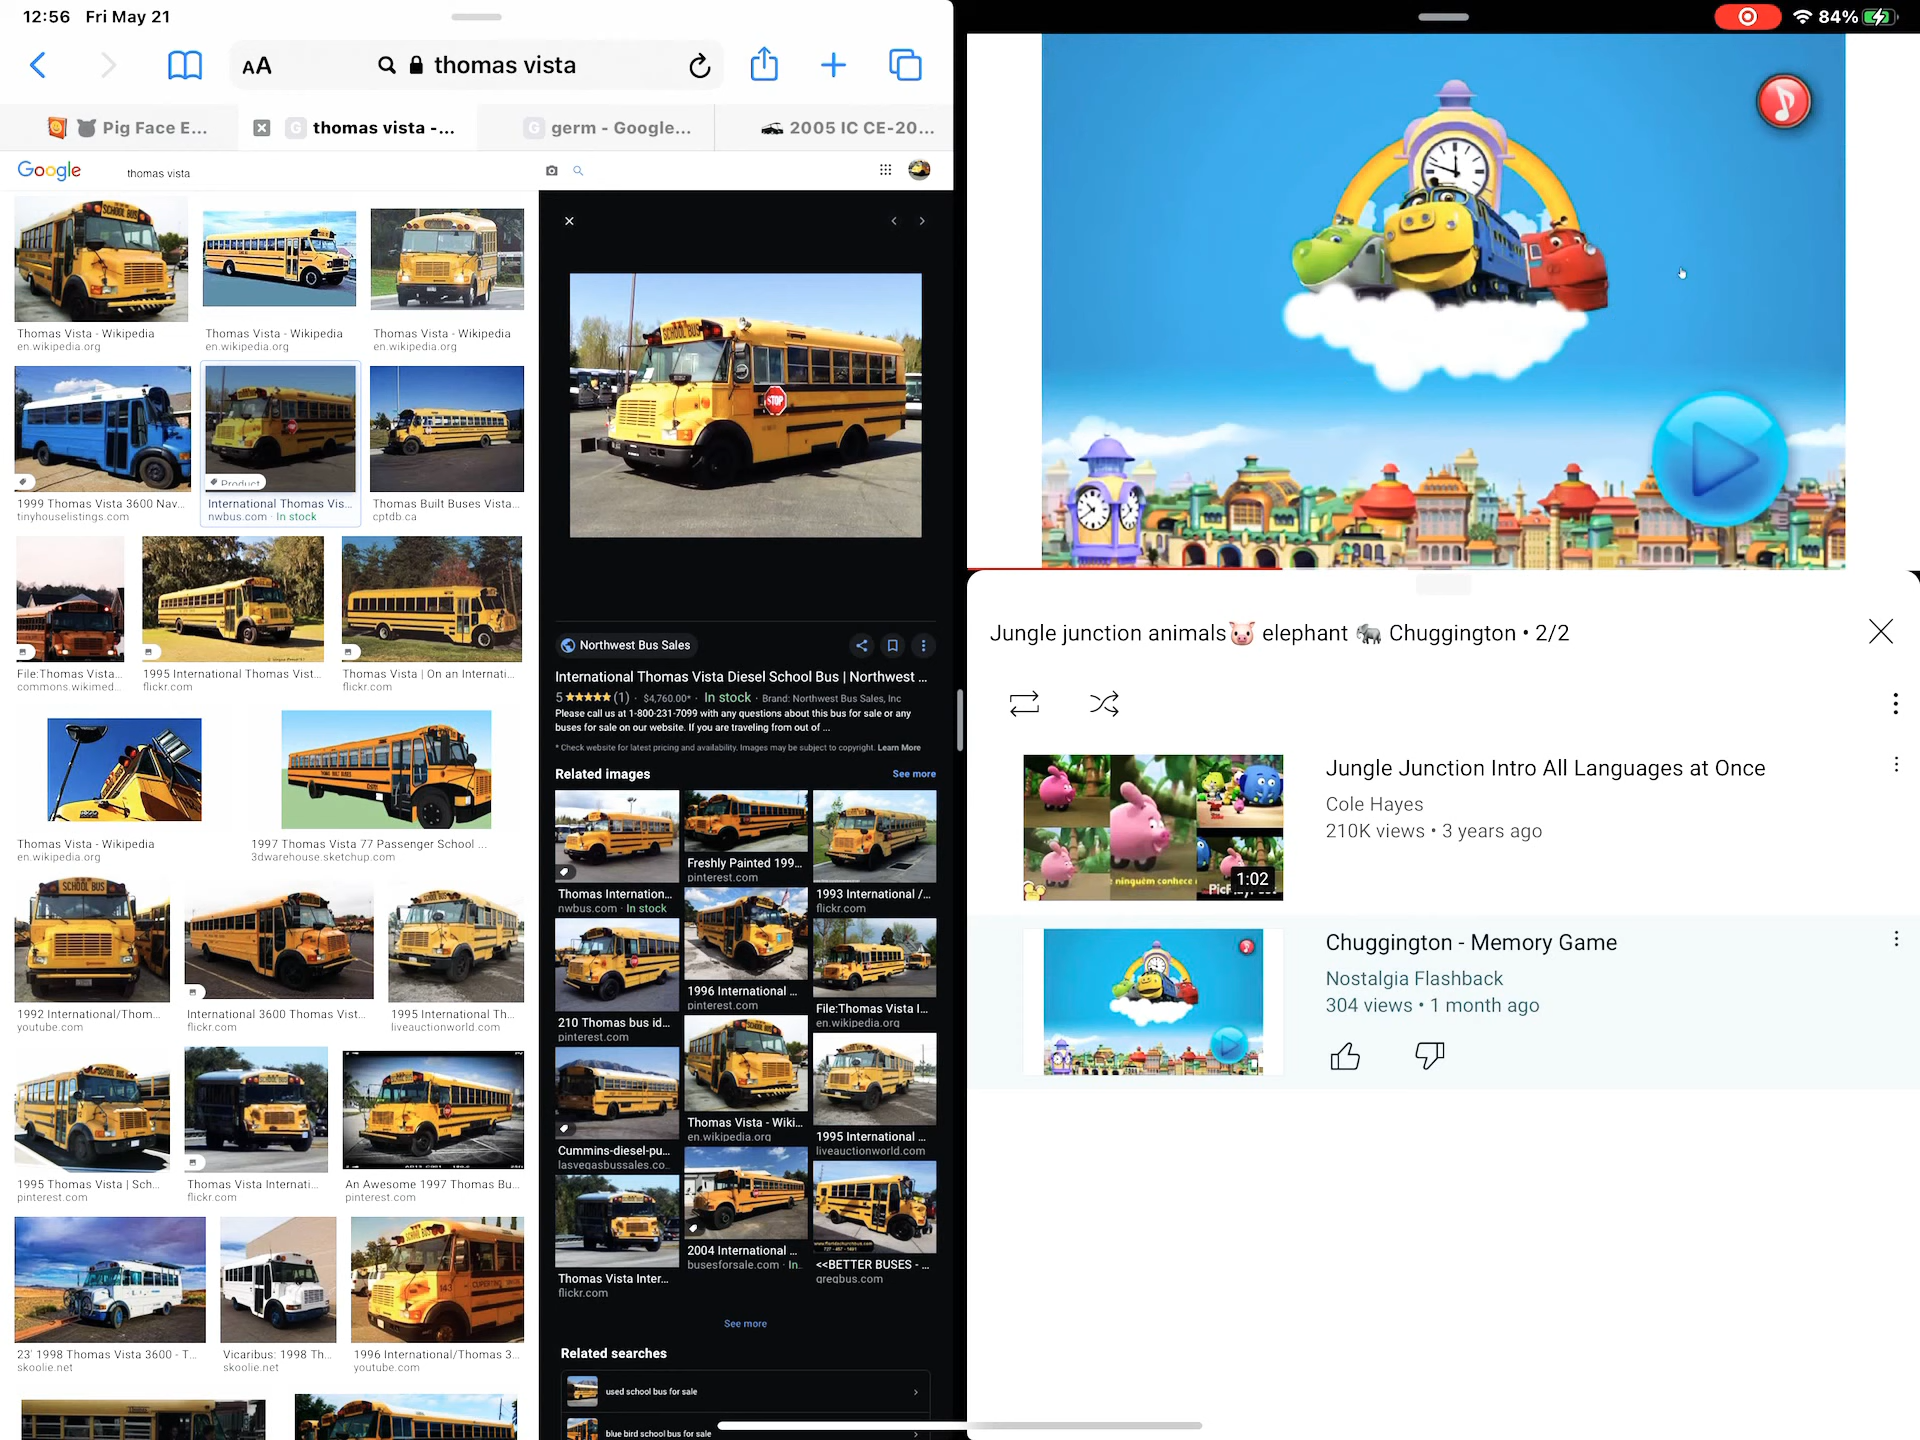 12:56 Fri May 21
84%
AA
thomas vista
Pig Face E...
thomas vista -...
germ - Google...
2005 IC CE-20...
Google
thomas vista
Thomas Vista - Wikipedia
en.wikipedia.org
Thomas Vista - Wikipedia
en.wikipedia.org
Thomas Vista - Wikipedia
en.wikipedia.org
1999 Thomas Vista 3600 Nav...
tinyhouselistings.com
Product
International Thomas Vis...
nwbus.com · In stock
Thomas Built Buses Vista...
cptdb.ca
File:Thomas Vista...
commons.wikimed...
1995 International Thomas Vist...
flickr.com
Thomas Vista | On an Internati...
flickr.com
Thomas Vista - Wikipedia
en.wikipedia.org
1997 Thomas Vista 77 Passenger School ...
3dwarehouse.sketchup.com
SCHOOL BUS
1992 International/Thom...
youtube.com
International 3600 Thomas Vist...
flickr.com
1995 International Th...
liveauctionworld.com
1995 Thomas Vista | Sch...
pinterest.com
Thomas Vista Internati...
flickr.com
An Awesome 1997 Thomas Bu...
pinterest.com
23' 1998 Thomas Vista 3600 - T...
skoolie.net
Vicaribus: 1998 Th...
skoolie.net
1996 International/Thomas 3...
youtube.com
SCHOOL BUS
STOP
Northwest Bus Sales
International Thomas Vista Diesel School Bus | Northwest ...
5 ★★★★★ (1) · $4,760.00* · In stock · Brand: Northwest Bus Sales, Inc
Please call us at 1-800-231-7099 with any questions about this bus for sale or any
buses for sale on our website. If you are traveling from out of ...
* Check website for latest pricing and availability. Images may be subject to copyright. Learn More
Related images
See more
Thomas Internation...
nwbus.com · In stock
Freshly Painted 199...
pinterest.com
1993 International /...
flickr.com
210 Thomas bus id...
pinterest.com
1996 International ...
pinterest.com
File:Thomas Vista I...
en.wikipedia.org
Cummins-diesel-pu...
lasvegasbussales.co...
Thomas Vista - Wiki...
en.wikipedia.org
1995 International ...
liveauctionworld.com
Thomas Vista Inter...
flickr.com
2004 International ...
busesforsale.com · In...
<<BETTER BUSES - ...
gregbus.com
See more
Related searches
used school bus for sale
blue bird school bus for sale
Jungle junction animals🐷 elephant 🐘 Chuggington • 2/2
Jungle Junction Intro All Languages at Once
Cole Hayes
210K views • 3 years ago
ninguém conhece
1:02
Chuggington - Memory Game
Nostalgia Flashback
304 views • 1 month ago